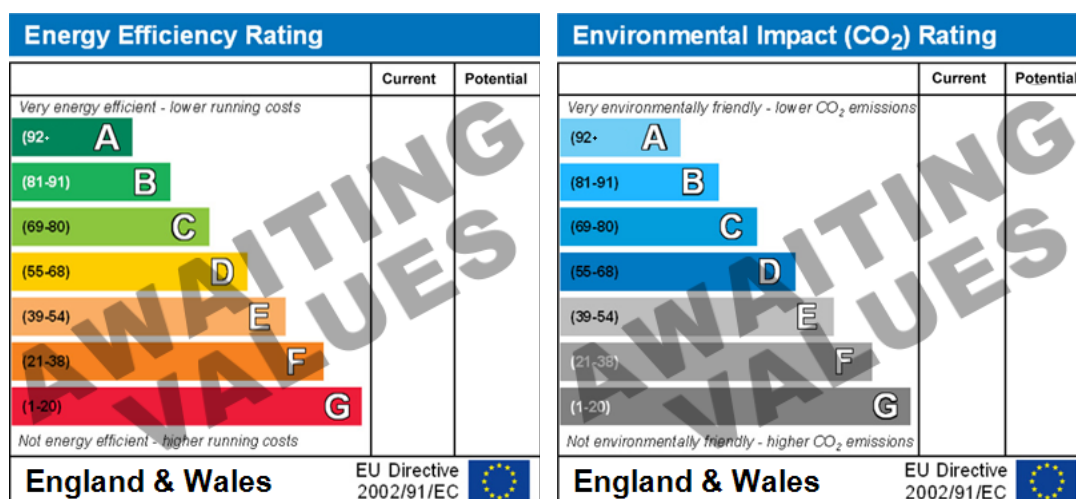 Energy Efficiency Rating
Current Potential
Very energy efficient - lower running costs
(92+ A
(81-91) B
(69-80) C
(55-68) D
(39-54) E
(21-38) F
(1-20) G
Not energy efficient - higher running costs
AWAITING
VALUES
England & Wales
EU Directive
2002/91/EC
Environmental Impact (CO₂) Rating
Current Potential
Very environmentally friendly - lower CO₂ emissions
(92+ A
(81-91) B
(69-80) C
(55-68) D
(39-54) E
(21-38) F
(1-20) G
Not environmentally friendly - higher CO₂ emissions
AWAITING
VALUES
England & Wales
EU Directive
2002/91/EC